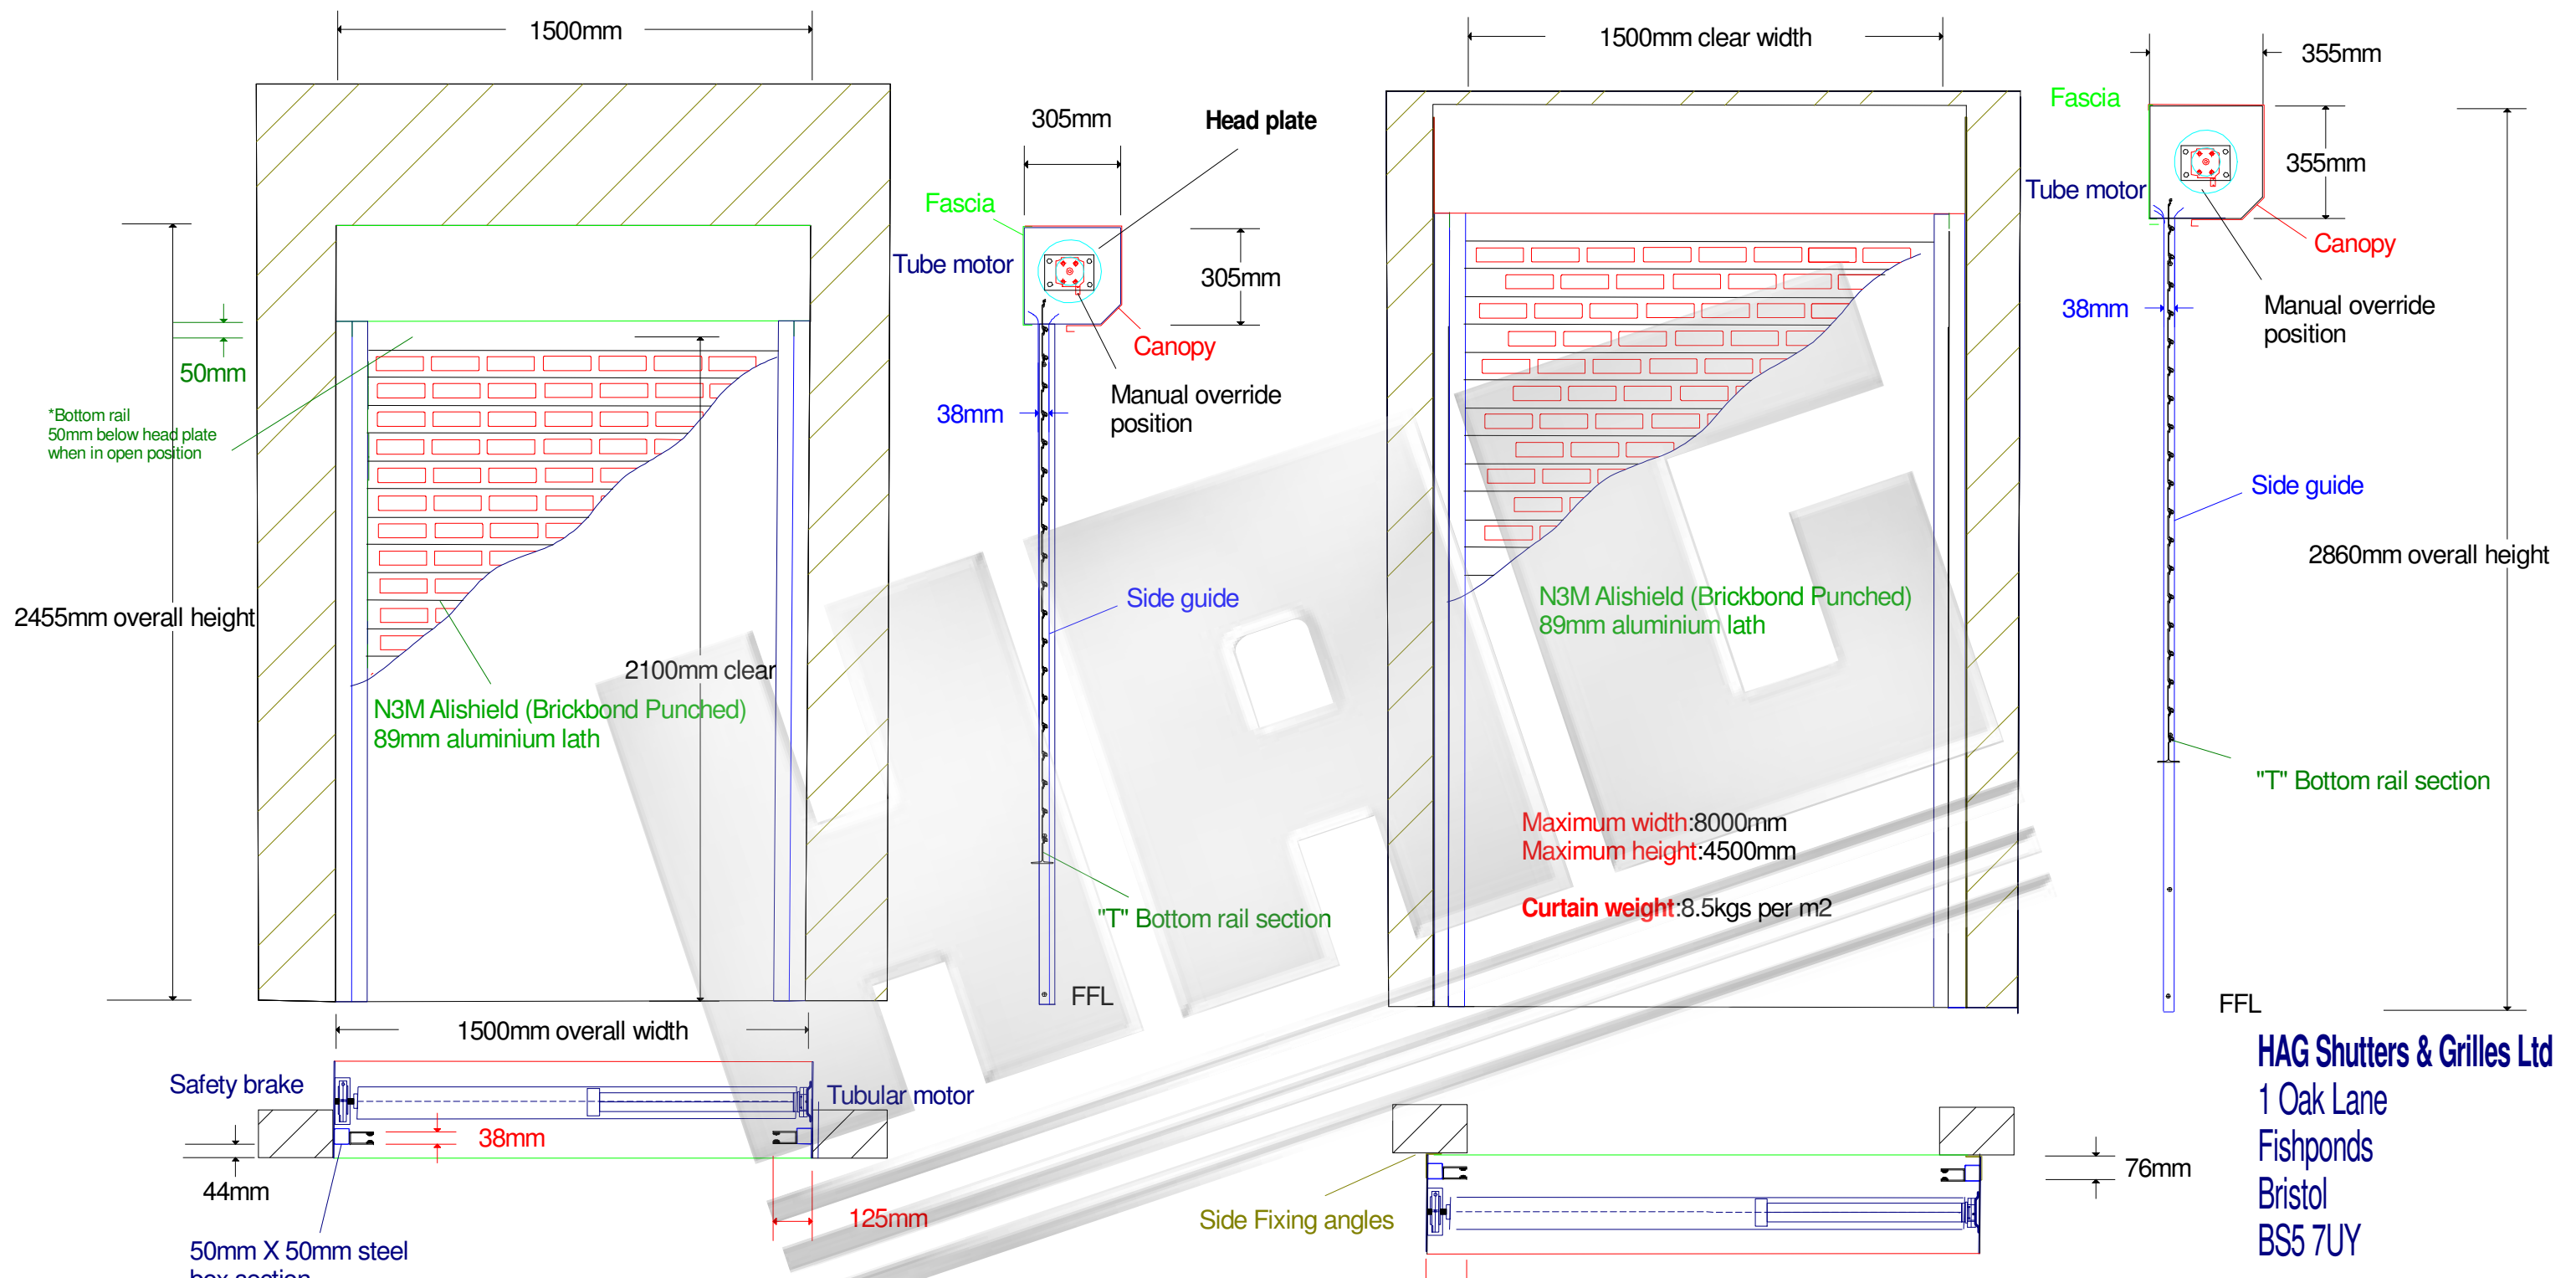 1500mm
1500mm clear width
355mm
Fascia
305mm
Head plate
355mm
Tube motor
Fascia
Canopy
Tube motor
305mm
Manual override
position
38mm
Canopy
50mm
Manual override
position
38mm
*Bottom rail
50mm below head plate
when in open position
Side guide
2860mm overall height
Side guide
N3M Alishield (Brickbond Punched)
89mm aluminium lath
2455mm overall height
2100mm clear
N3M Alishield (Brickbond Punched)
89mm aluminium lath
"T" Bottom rail section
Maximum width:8000mm
Maximum height:4500mm
Curtain weight:8.5kgs per m2
"T" Bottom rail section
FFL
FFL
1500mm overall width
HAG Shutters & Grilles Ltd
1 Oak Lane
Fishponds
Bristol
BS5 7UY
Safety brake
Tubular motor
38mm
44mm
76mm
125mm
Side Fixing angles
50mm X 50mm steel
box section
HAG